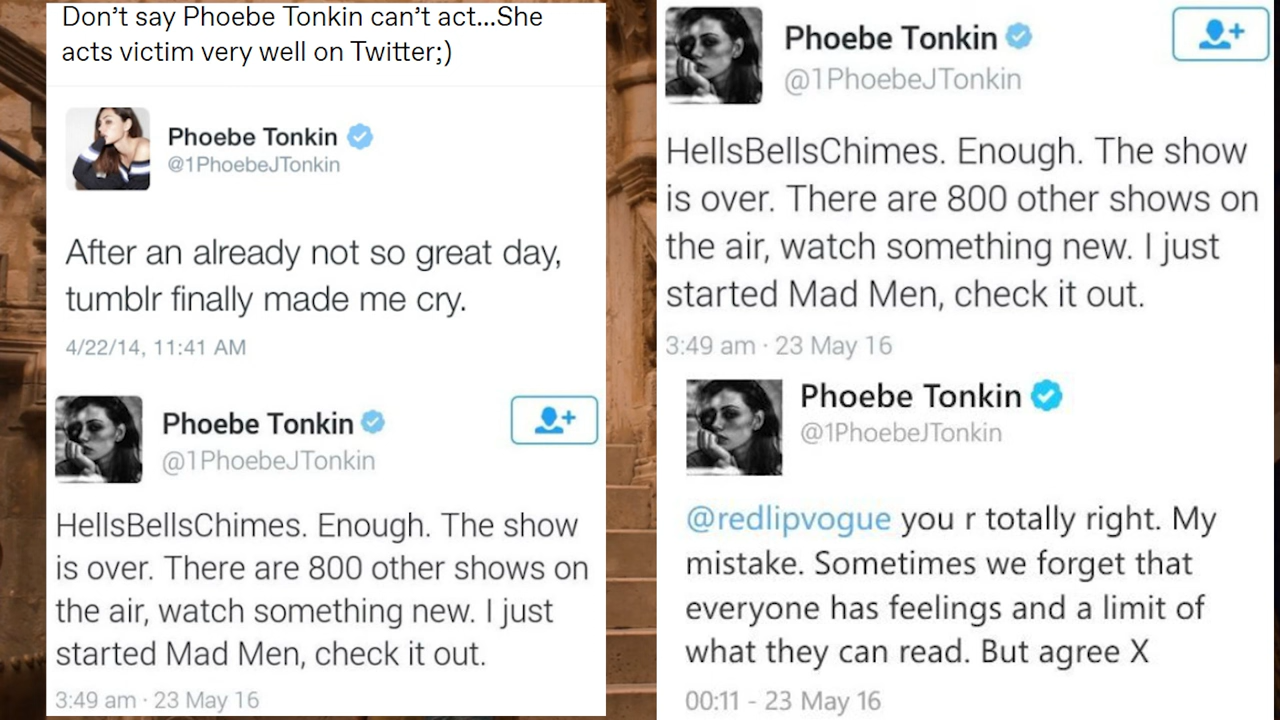 Don’t say Phoebe Tonkin can’t act...She
acts victim very well on Twitter;)
Phoebe Tonkin
@1PhoebeJTonkin
After an already not so great day,
tumblr finally made me cry.
4/22/14, 11:41 AM
Phoebe Tonkin
@1PhoebeJTonkin
HellsBellsChimes. Enough. The show
is over. There are 800 other shows on
the air, watch something new. I just
started Mad Men, check it out.
3:49 am · 23 May 16
Phoebe Tonkin
@1PhoebeJTonkin
HellsBellsChimes. Enough. The show
is over. There are 800 other shows on
the air, watch something new. I just
started Mad Men, check it out.
3:49 am · 23 May 16
Phoebe Tonkin
@1PhoebeJTonkin
@redlipvogue you r totally right. My
mistake. Sometimes we forget that
everyone has feelings and a limit of
what they can read. But agree X
00:11 - 23 May 16